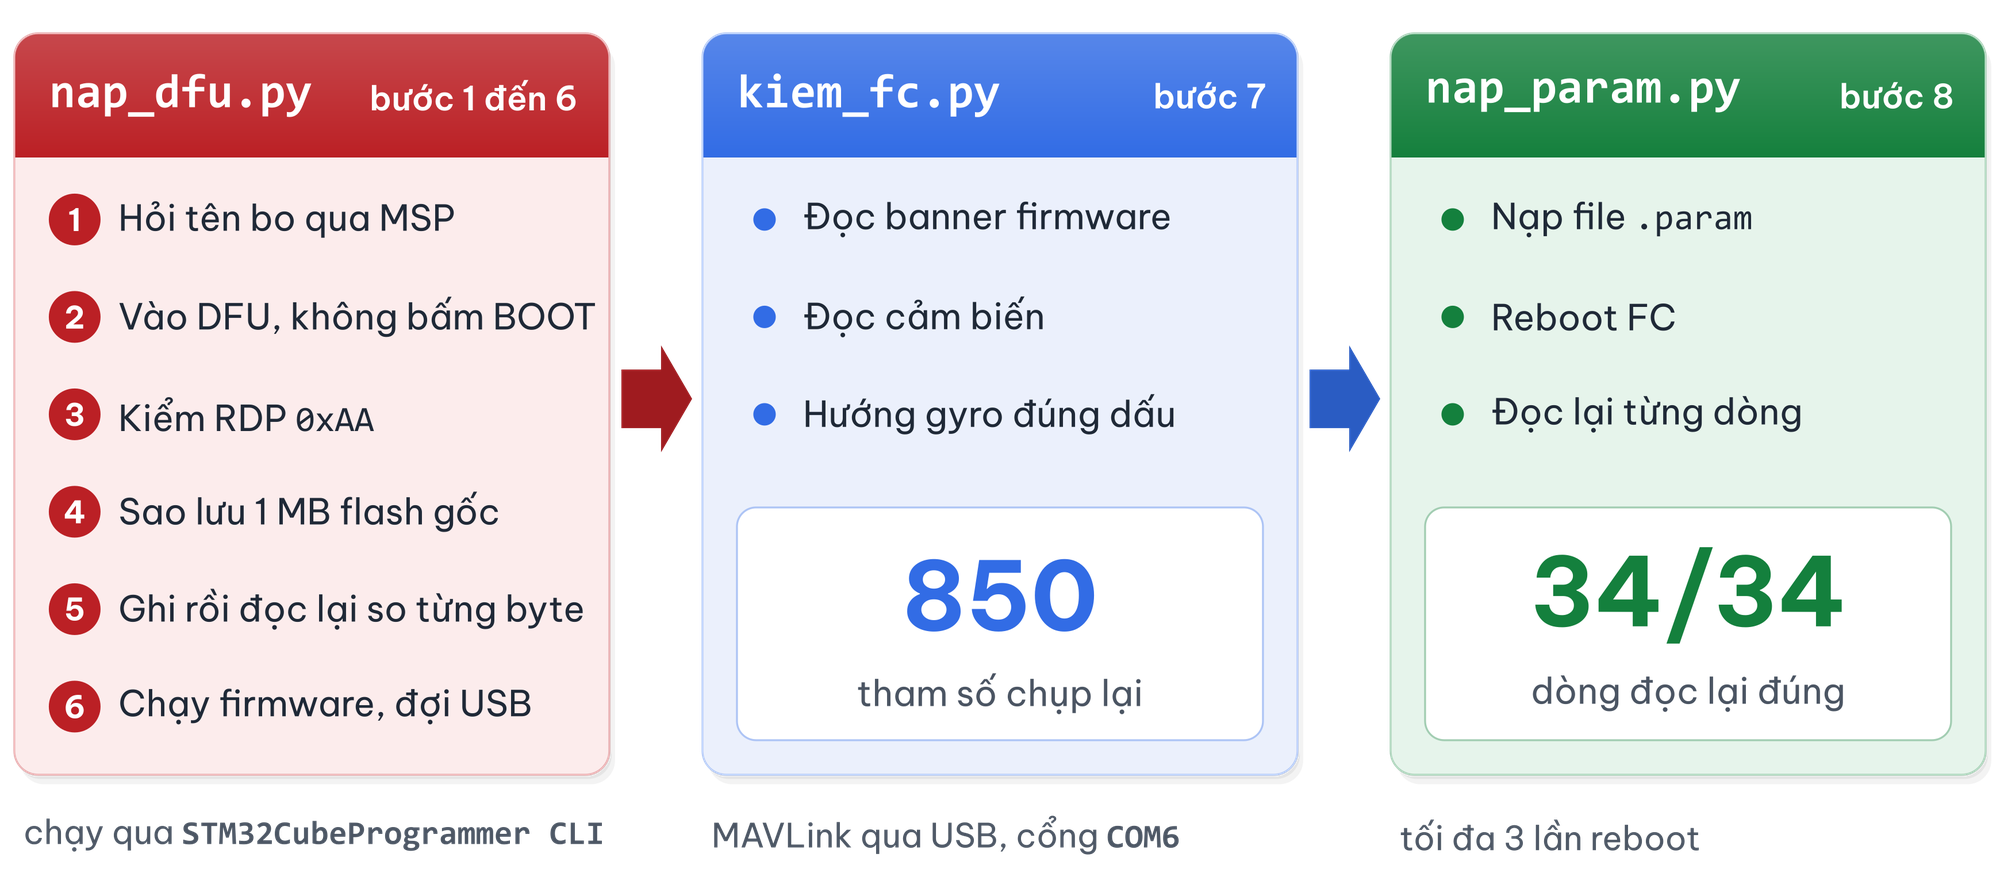 nap_dfu.py bước 1 đến 6
1 Hỏi tên bo qua MSP
2 Vào DFU, không bấm BOOT
3 Kiểm RDP 0xAA
4 Sao lưu 1 MB flash gốc
5 Ghi rồi đọc lại so từng byte
6 Chạy firmware, đợi USB
chạy qua STM32CubeProgrammer CLI
kiem_fc.py bước 7
Đọc banner firmware
Đọc cảm biến
Hướng gyro đúng dấu
850
tham số chụp lại
MAVLink qua USB, cổng COM6
nap_param.py bước 8
Nạp file .param
Reboot FC
Đọc lại từng dòng
34/34
dòng đọc lại đúng
tối đa 3 lần reboot